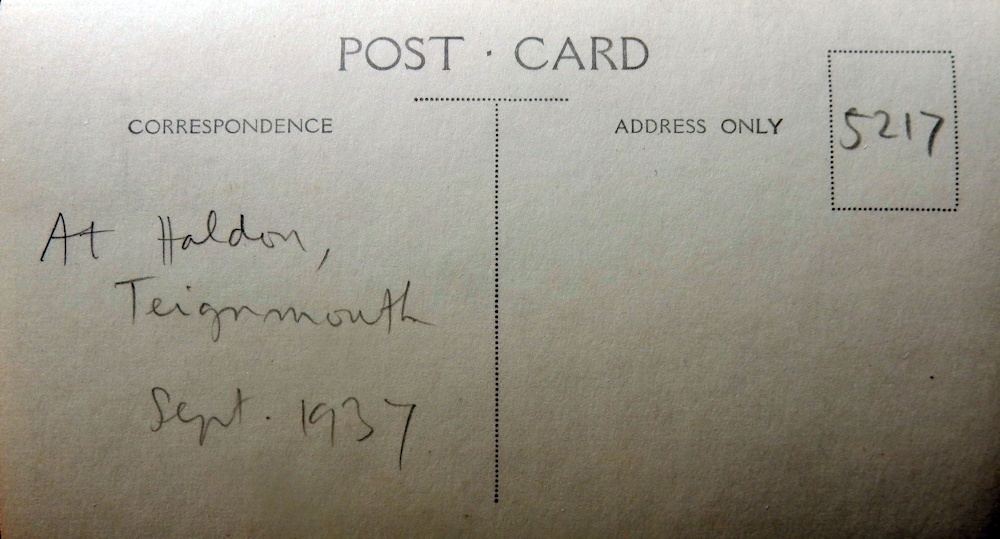 POST · CARD
CORRESPONDENCE
ADDRESS ONLY
5217
At Haldon,
Teignmouth
Sept. 1937